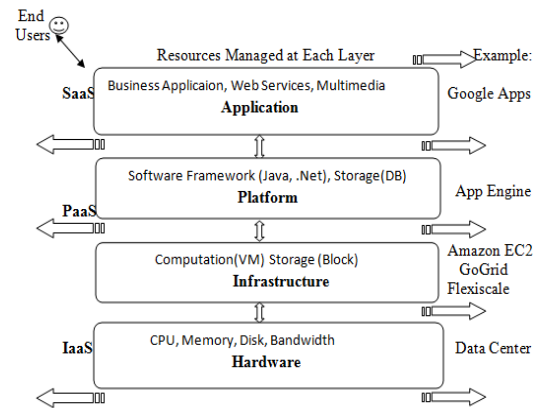 End
Users
Resources Managed at Each Layer
Example:
SaaS
Business Applicaion, Web Services, Multimedia
Application
Google Apps
Software Framework (Java, .Net), Storage(DB)
Platform
App Engine
PaaS
Computation(VM) Storage (Block)
Infrastructure
Amazon EC2
GoGrid
Flexiscale
IaaS
CPU, Memory, Disk, Bandwidth
Hardware
Data Center